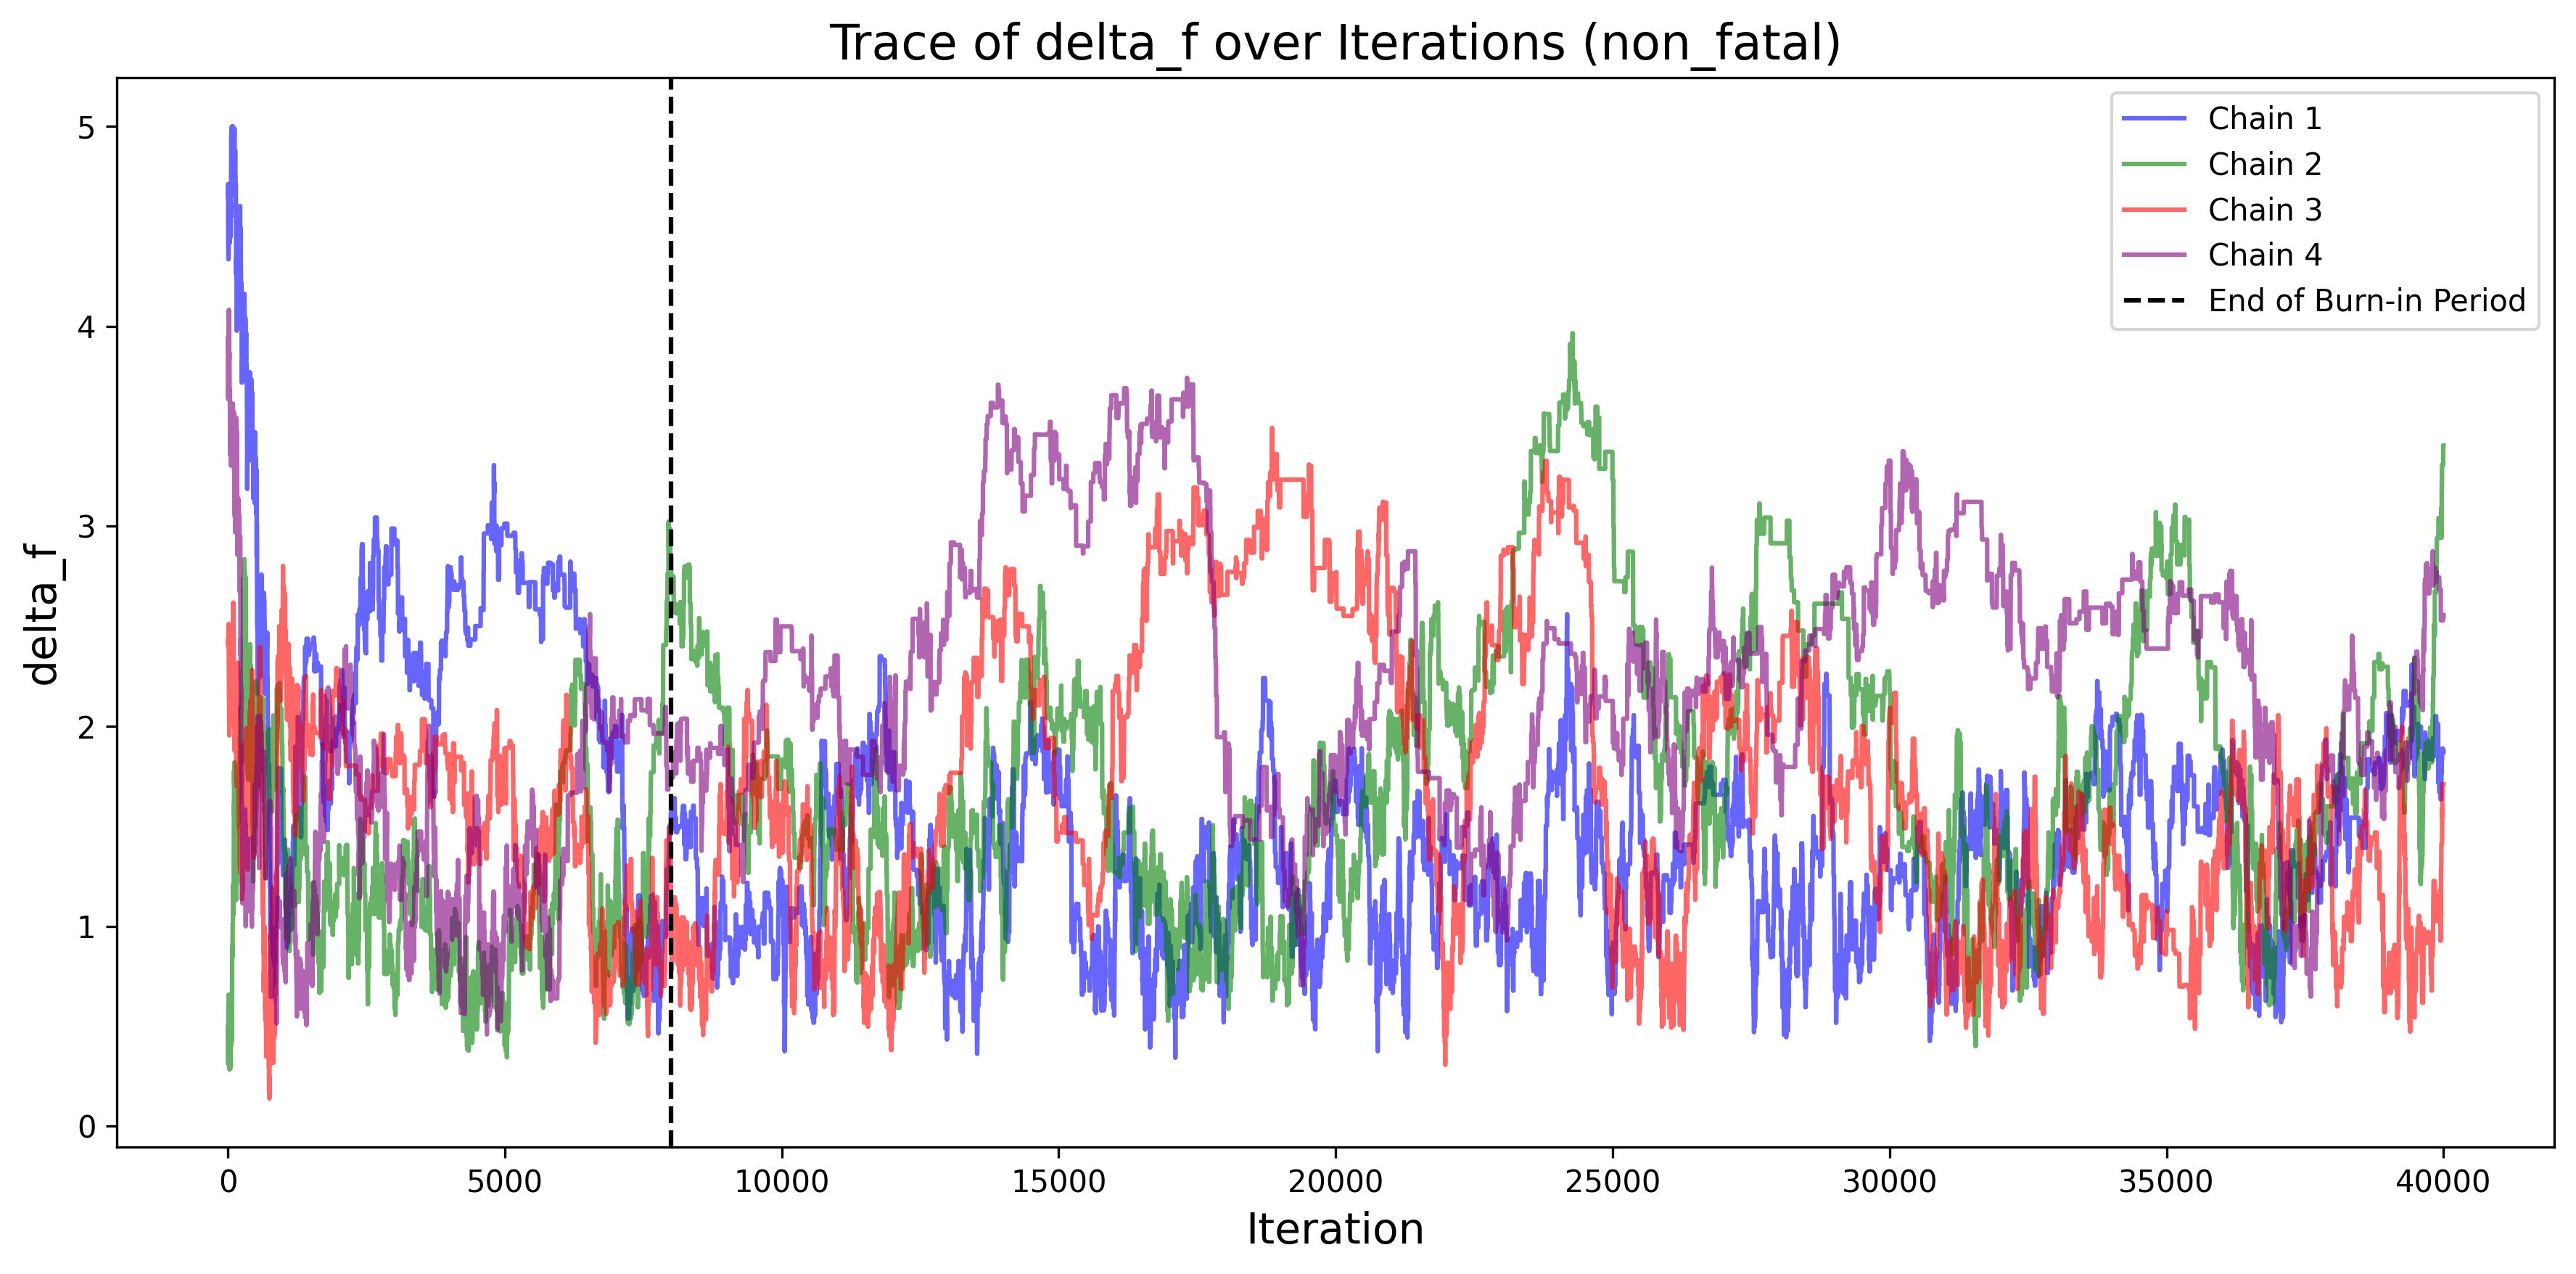 Trace of delta_f over Iterations (non_fatal)
Chain 1
Chain 2
Chain 3
Chain 4
End of Burn-in Period
5
4
3
2
1
0
delta_f
0
5000
10000
15000
20000
25000
30000
35000
40000
Iteration